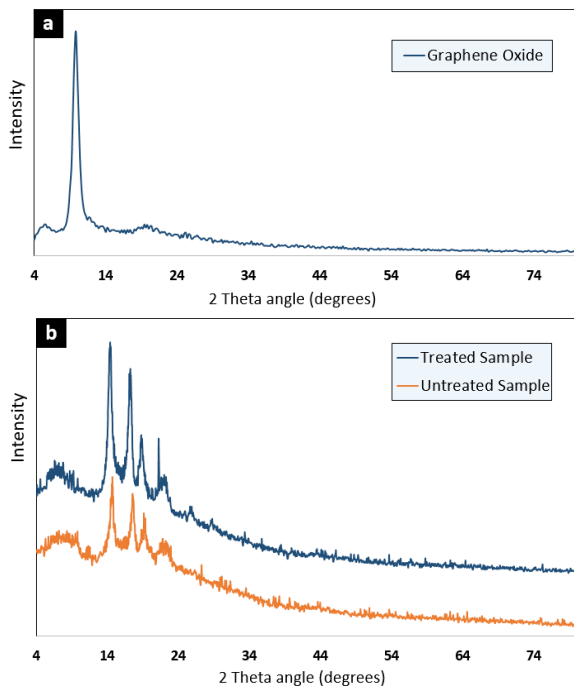 a
Graphene Oxide
Intensity
4 14 24 34 44 54 64 74
2 Theta angle (degrees)
b
Treated Sample
Untreated Sample
Intensity
4 14 24 34 44 54 64 74
2 Theta angle (degrees)